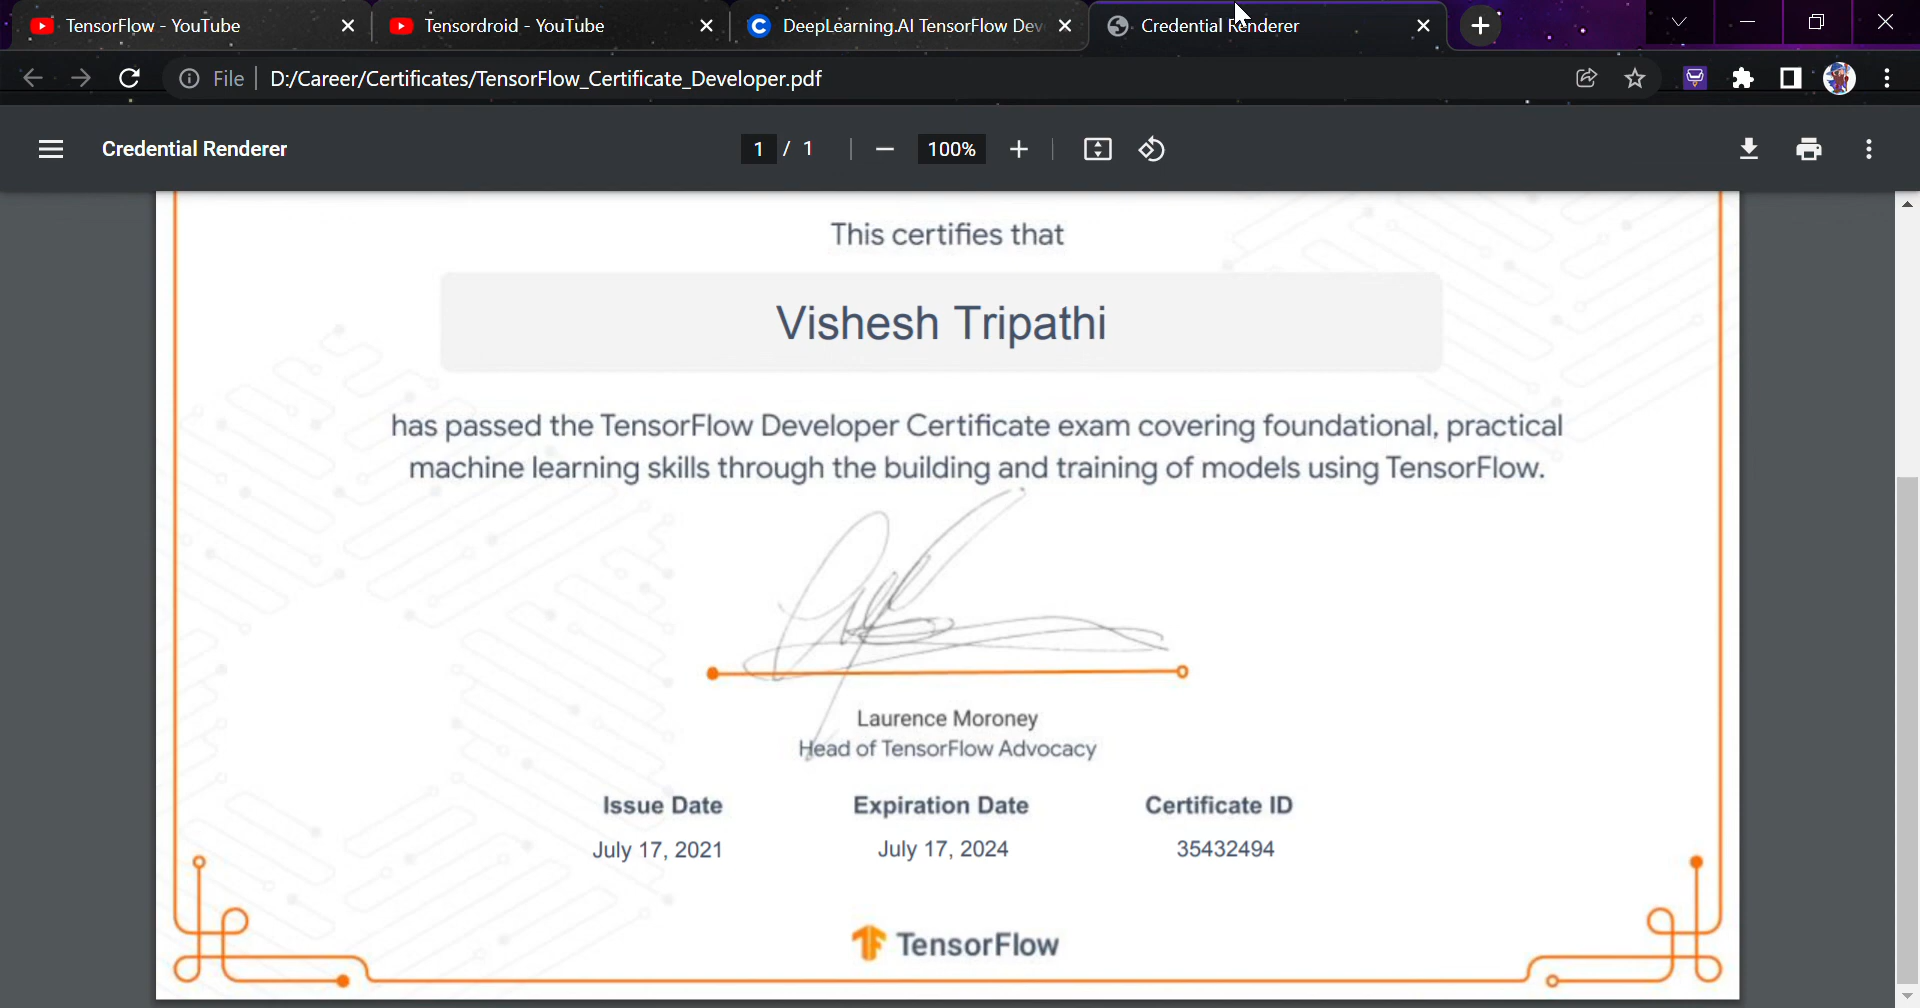 TensorFlow - YouTube
Tensordroid - YouTube
DeepLearning.AI TensorFlow Dev
Credential Renderer
File
D:/Career/Certificates/TensorFlow_Certificate_Developer.pdf
Credential Renderer
1 / 1
100%
This certifies that
Vishesh Tripathi
has passed the TensorFlow Developer Certificate exam covering foundational, practical
machine learning skills through the building and training of models using TensorFlow.
Laurence Moroney
Head of TensorFlow Advocacy
Issue Date Expiration Date Certificate ID
July 17, 2021 July 17, 2024 35432494
TensorFlow